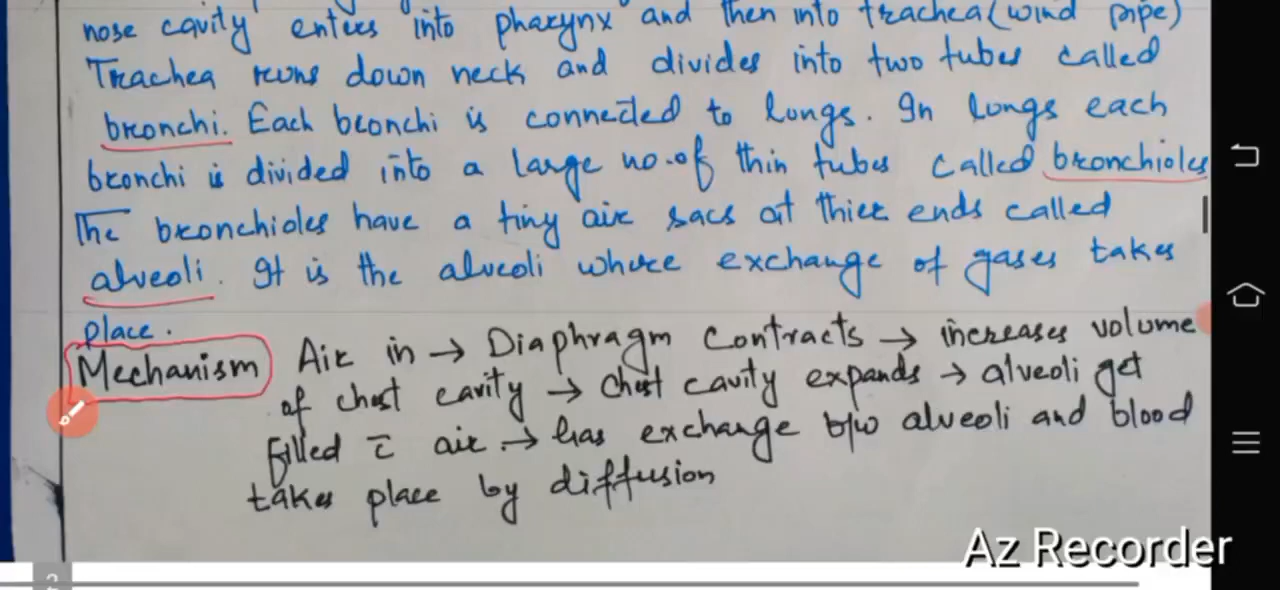 nose cavity enters into pharynx and then into trachea (wind pipe)
Trachea runs down neck and divides into two tubes called
bronchi. Each bronchi is connected to longs. In longs each
bronchi is divided into a large no. of thin tubes called bronchioles
The bronchioles have a tiny air sacs at thier ends called
alveoli. It is the alveoli where exchange of gases takes
place.
Mechanism Air in → Diaphragm Contracts → increases volume
of chest cavity → chest cavity expands → alveoli get
filled c̄ air. → Gas exchange b/w alveoli and blood
takes place by diffusion
Az Recorder
2